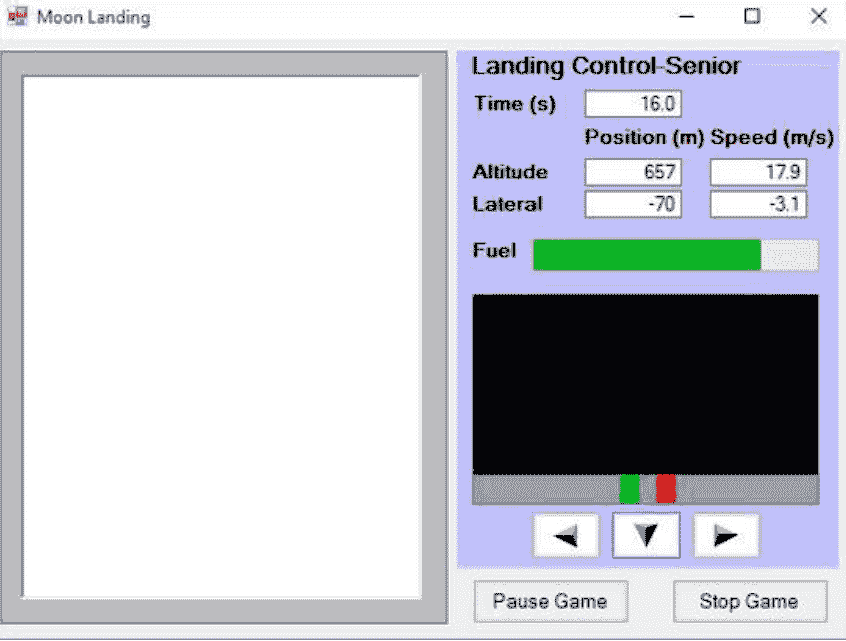 Moon Landing
Landing Control-Senior
Time (s) 16.0
Position (m) Speed (m/s)
Altitude 657 17.9
Lateral -70 -3.1
Fuel
Pause Game Stop Game